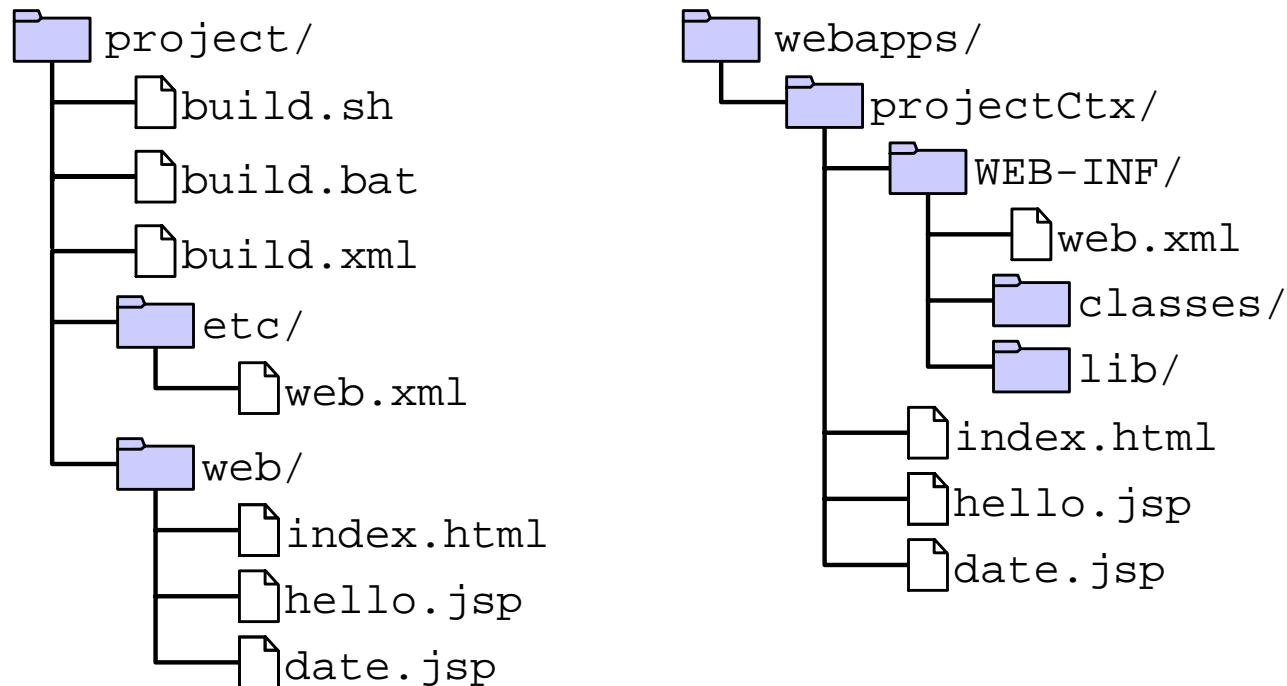 project/
build.sh
build.bat
build.xml
etc/
web.xml
web/
index.html
hello.jsp
date.jsp
webapps/
projectCtx/
WEB-INF/
web.xml
classes/
lib/
index.html
hello.jsp
date.jsp